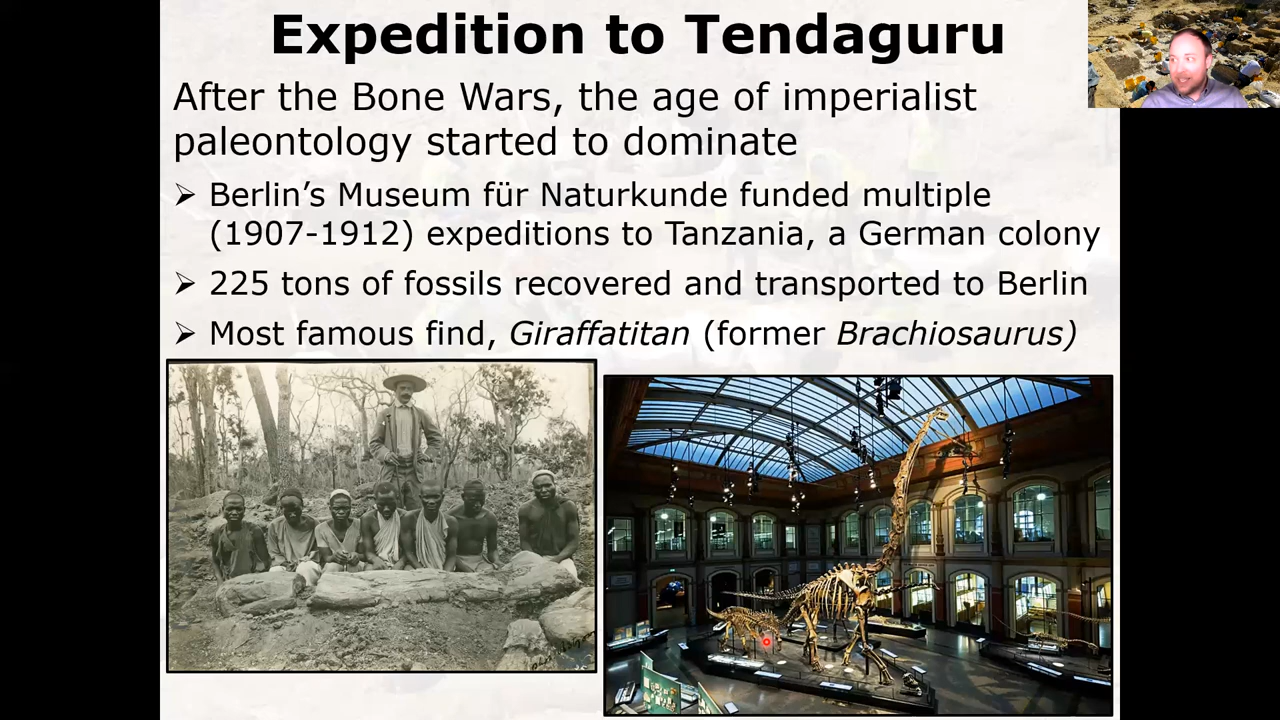 Expedition to Tendaguru
After the Bone Wars, the age of imperialist
paleontology started to dominate
➢ Berlin’s Museum für Naturkunde funded multiple
(1907-1912) expeditions to Tanzania, a German colony
➢ 225 tons of fossils recovered and transported to Berlin
➢ Most famous find, Giraffatitan (former Brachiosaurus)